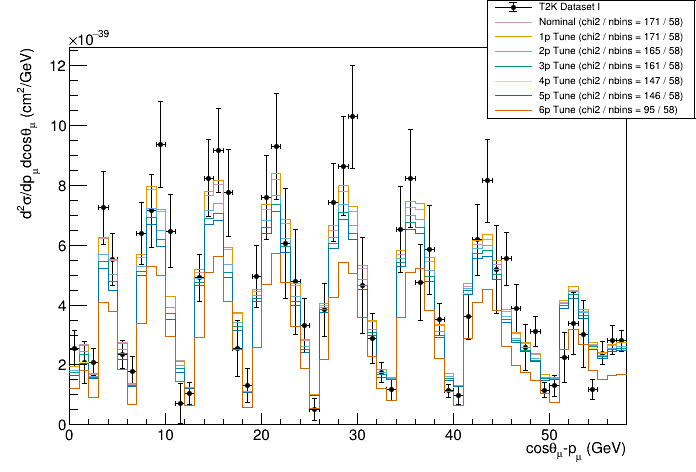 T2K Dataset I
Nominal (chi2 / nbins = 171 / 58)
1p Tune (chi2 / nbins = 171 / 58)
2p Tune (chi2 / nbins = 165 / 58)
3p Tune (chi2 / nbins = 161 / 58)
4p Tune (chi2 / nbins = 147 / 58)
5p Tune (chi2 / nbins = 146 / 58)
6p Tune (chi2 / nbins = 95 / 58)
×10⁻³⁹
d²σ/dp_μ dcosθ_μ (cm²/GeV)
12
10
8
6
4
2
0
0 10 20 30 40 50
cosθ_μ-p_μ (GeV)